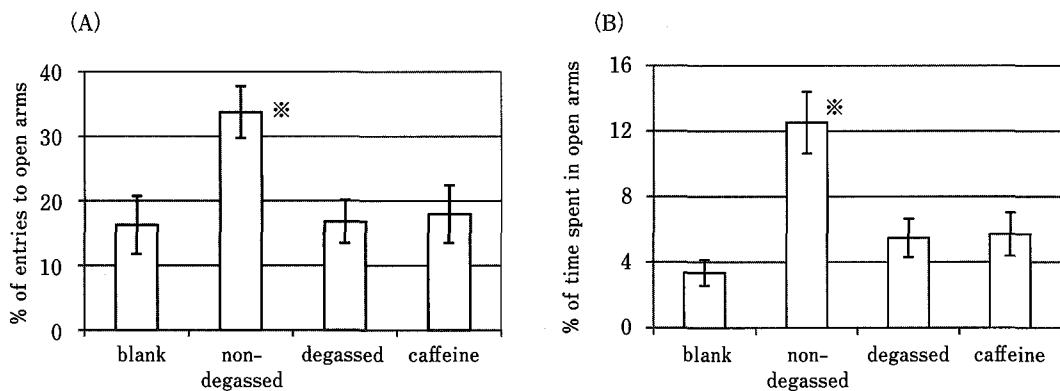 (A)
% of entries to open arms
40
30
20
10
0
※
blank
non-
degassed
degassed
caffeine
(B)
% of time spent in open arms
16
12
8
4
0
※
blank
non-
degassed
degassed
caffeine